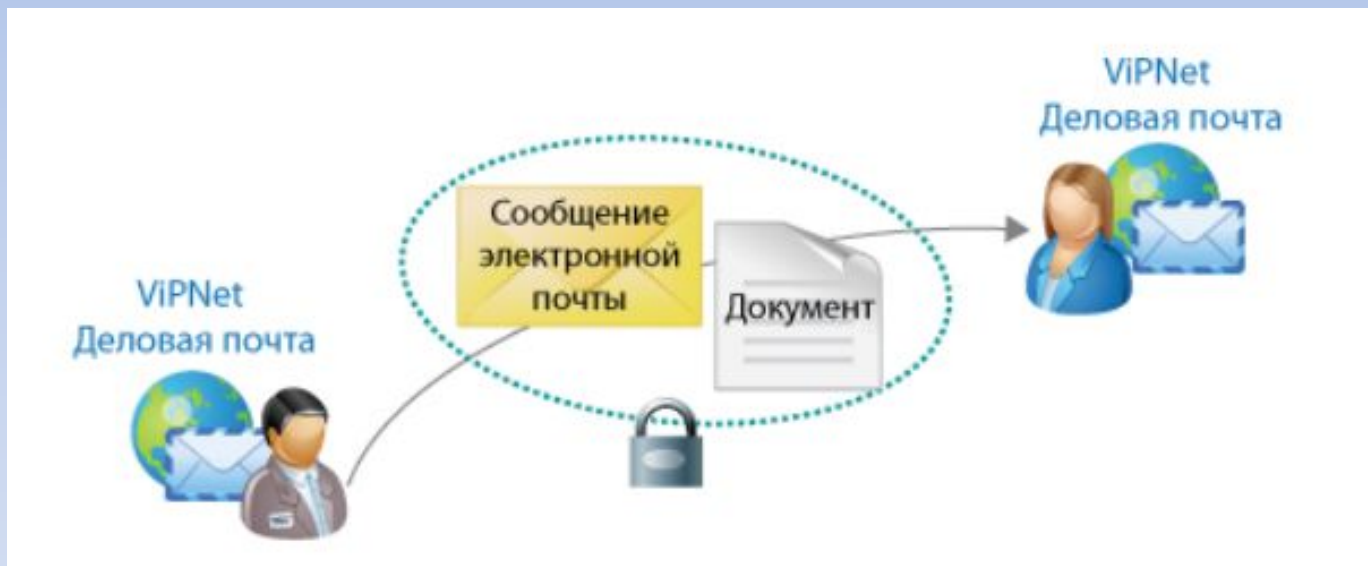 ViPNet
Деловая почта
Сообщение
электронной
почты
Документ
ViPNet
Деловая почта